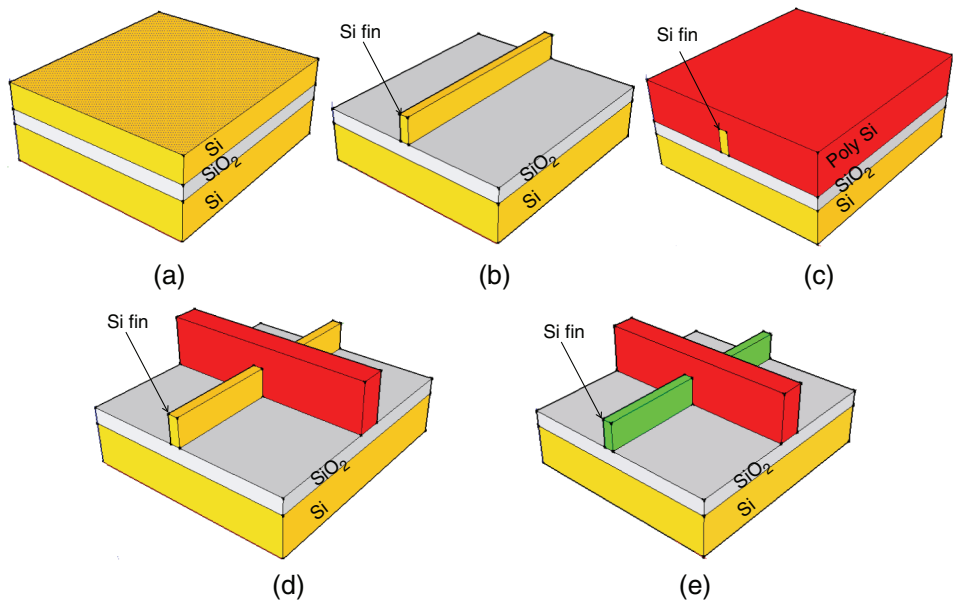 Si fin
Si fin
Si
SiO₂
Si
SiO₂
Si
Poly Si
SiO₂
Si
(a)
(b)
(c)
Si fin
Si fin
SiO₂
Si
SiO₂
Si
(d)
(e)